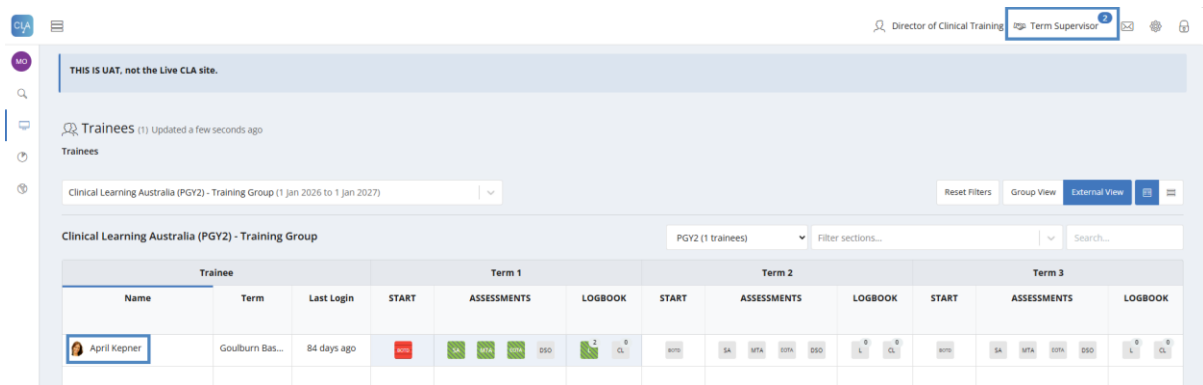 CLA
Director of Clinical Training
Term Supervisor
2
MO
THIS IS UAT, not the Live CLA site.
Trainees (1) Updated a few seconds ago
Trainees
Clinical Learning Australia (PGY2) - Training Group (1 Jan 2026 to 1 Jan 2027)
Reset Filters
Group View
External View
Clinical Learning Australia (PGY2) - Training Group
PGY2 (1 trainees)
Filter sections...
Search...
Trainee Term 1 Term 2 Term 3
Name Term Last Login START ASSESSMENTS LOGBOOK START ASSESSMENTS LOGBOOK START ASSESSMENTS LOGBOOK
April Kepner Goulburn Bas... 84 days ago BOTD SA MTA EOTA DSO L 2 CL 0 BOTD SA MTA EOTA DSO L 0 CL 0 BOTD SA MTA EOTA DSO L 0 CL 0